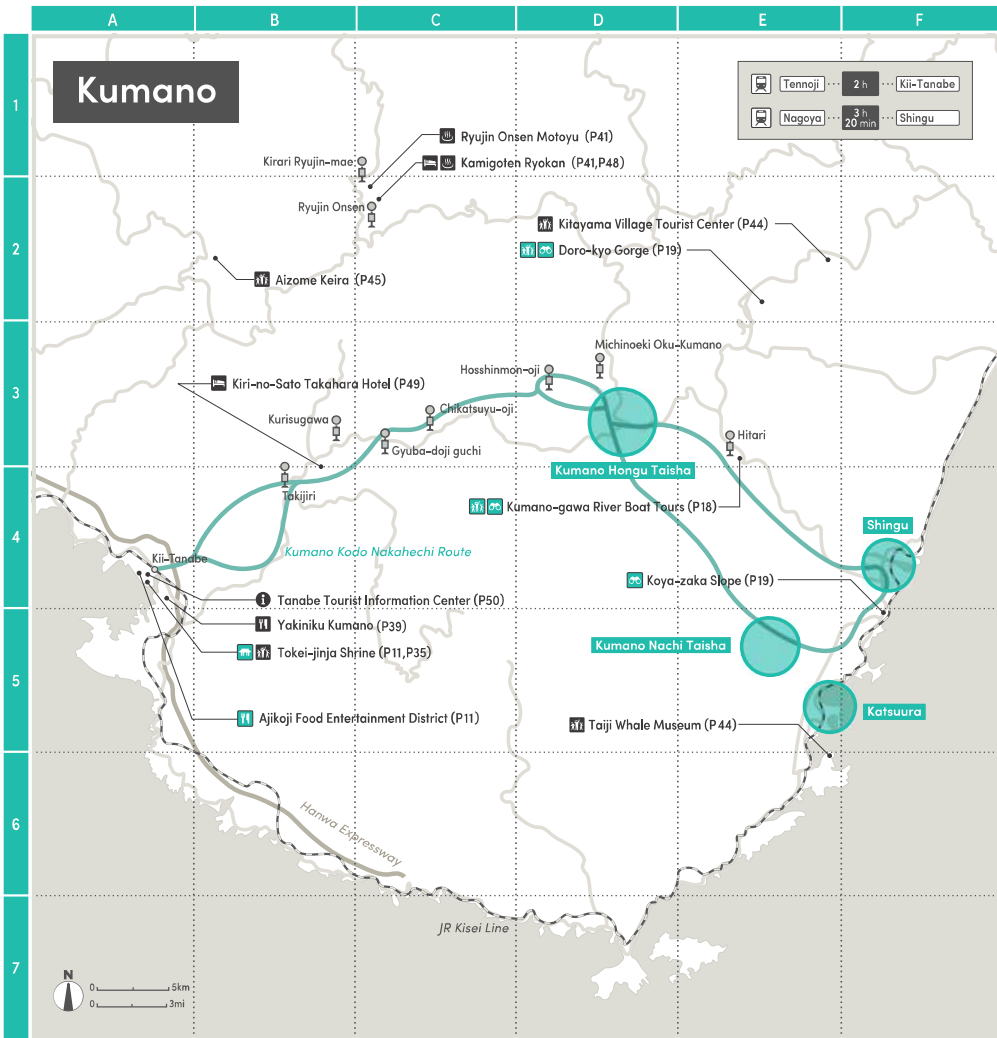 A B C D E F
Kumano
Tennoji 2 h Kii-Tanabe
Nagoya 3 h 20 min Shingu
1
Ryujin Onsen Motoyu (P41)
Kirari Ryujin-mae
Kamigoten Ryokan (P41,P48)
Ryujin Onsen
Kitayama Village Tourist Center (P44)
2
Doro-kyo Gorge (P19)
Aizome Keira (P45)
Michinoeki Oku-Kumano
Hosshinmon-oji
3
Kiri-no-Sato Takahara Hotel (P49)
Chikatsuyu-oji
Kurisugawa
Hitari
Gyuba-doji guchi
Kumano Hongu Taisha
Takijiri
Kumano-gawa River Boat Tours (P18)
4
Shingu
Kumano Kodo Nakahechi Route
Kii-Tanabe
Koya-zaka Slope (P19)
i
Tanabe Tourist Information Center (P50)
Yakiniku Kumano (P39)
Kumano Nachi Taisha
Tokei-jinja Shrine (P11,P35)
5
Katsuura
Ajikoji Food Entertainment District (P11)
Taiji Whale Museum (P44)
6
Hanwa Expressway
JR Kisei Line
7
N
0 5km
0 3mi